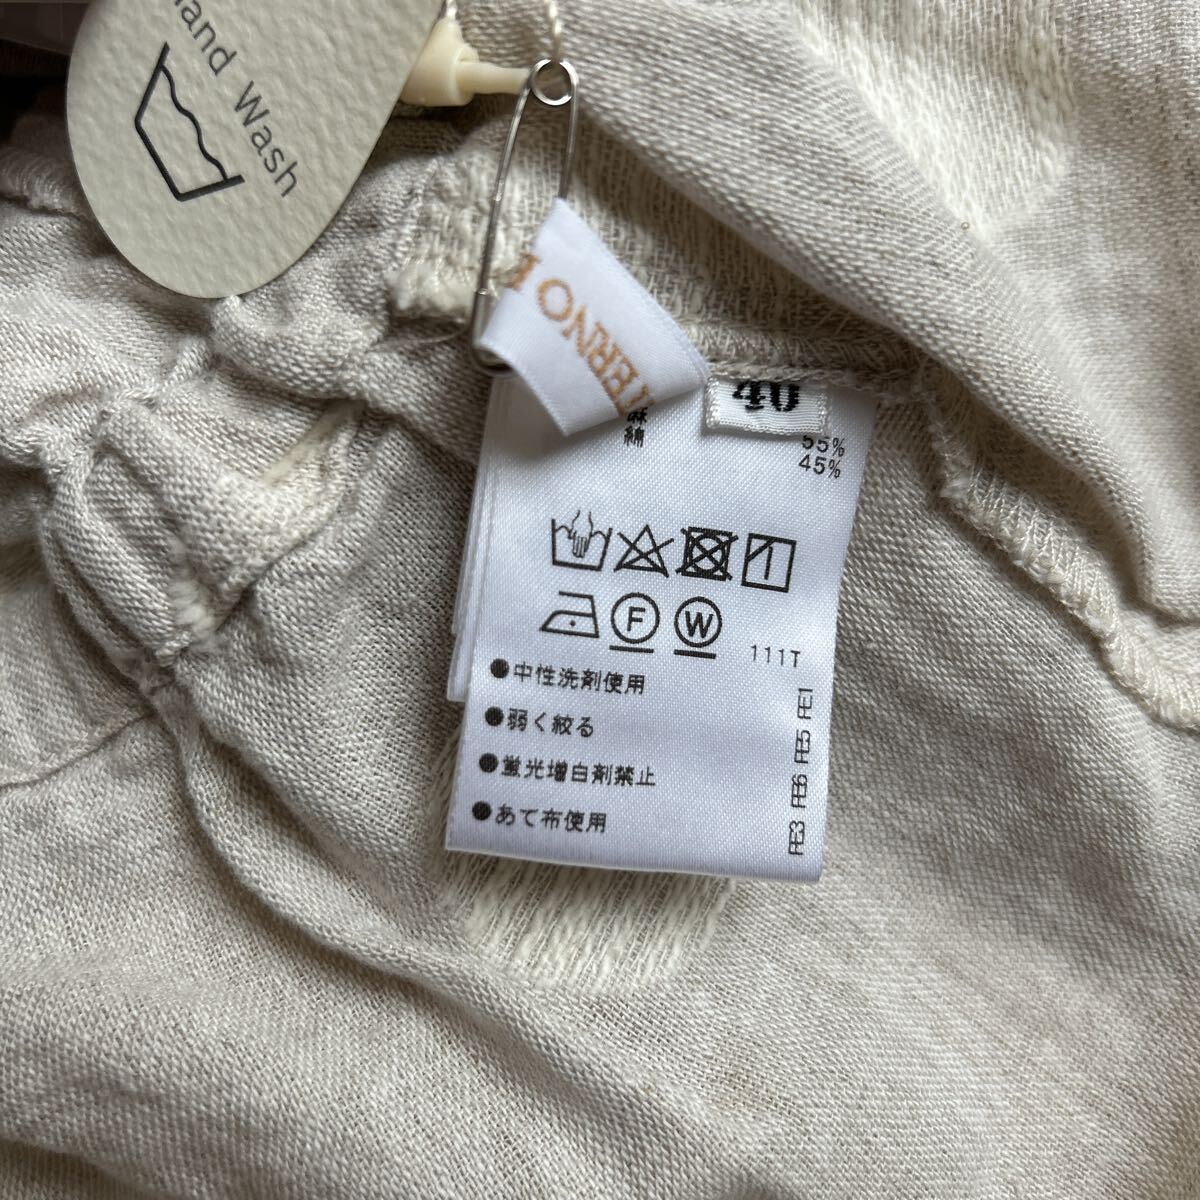 Hand Wash
TERNO
40
麻 55%
綿 45%
F W
111T
●中性洗剤使用
●弱く絞る
●蛍光増白剤禁止
●あて布使用
FE3 FE6 FE5 FE1